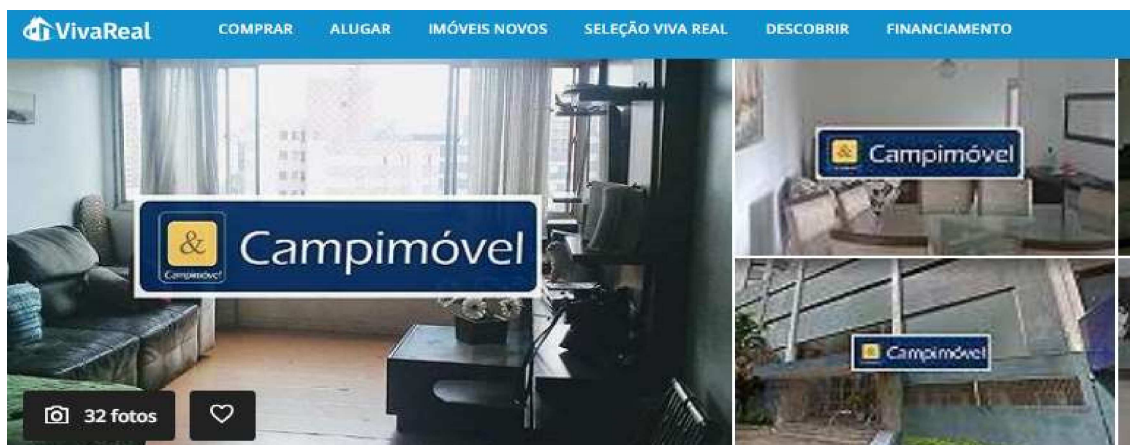 VivaReal COMPRAR ALUGAR IMÓVEIS NOVOS SELEÇÃO VIVA REAL DESCOBRIR FINANCIAMENTO
& Campimóvel
Campimóvel
& Campimóvel
Campimóvel
32 fotos